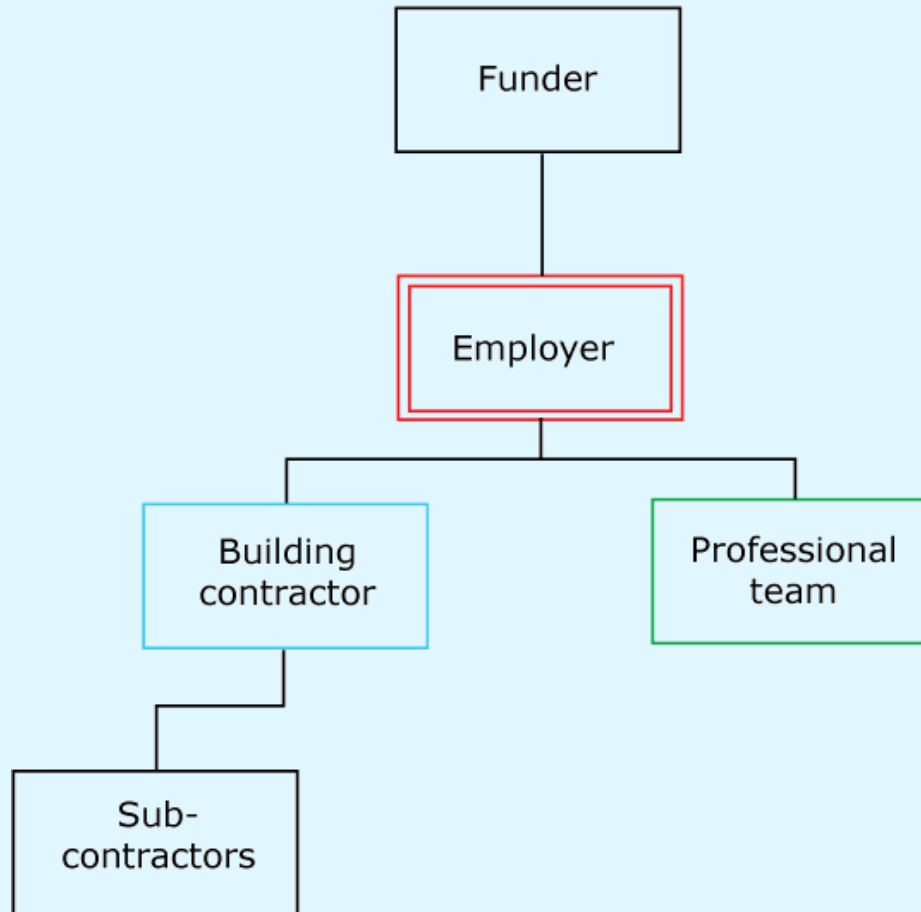 Funder
Employer
Building
contractor
Professional
team
Sub-
contractors